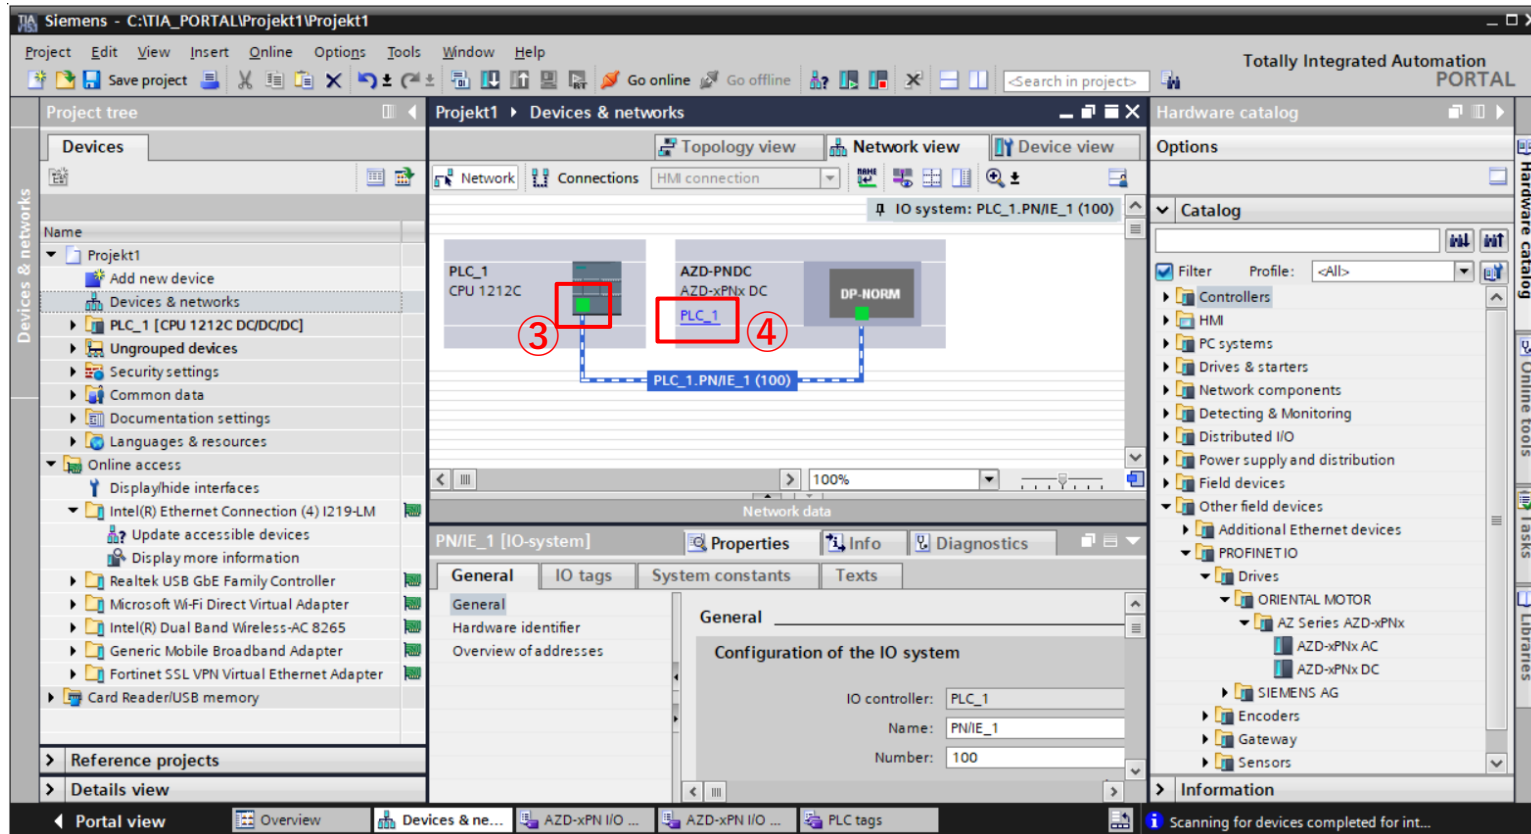 Siemens - C:\TIA_PORTAL\Projekt1\Projekt1
Project Edit View Insert Online Options Tools Window Help
Totally Integrated Automation
PORTAL
Save project Go online Go offline <Search in project>
Project tree
Devices
Devices & networks
Name
Projekt1
Add new device
Devices & networks
PLC_1 [CPU 1212C DC/DC/DC]
Ungrouped devices
Security settings
Common data
Documentation settings
Languages & resources
Online access
Display/hide interfaces
Intel(R) Ethernet Connection (4) I219-LM
Update accessible devices
Display more information
Realtek USB GbE Family Controller
Microsoft Wi-Fi Direct Virtual Adapter
Intel(R) Dual Band Wireless-AC 8265
Generic Mobile Broadband Adapter
Fortinet SSL VPN Virtual Ethernet Adapter
Card Reader/USB memory
Reference projects
Details view
Projekt1 Devices & networks
Topology view Network view Device view
Network Connections HMI connection
IO system: PLC_1.PN/IE_1 (100)
PLC_1
CPU 1212C
③
AZD-PNDC
AZD-xPNx DC
PLC_1
④
DP-NORM
PLC_1.PN/IE_1 (100)
100%
Network data
PN/IE_1 [IO-system]
Properties Info Diagnostics
General IO tags System constants Texts
General
Hardware identifier
Overview of addresses
General
Configuration of the IO system
IO controller: PLC_1
Name: PN/IE_1
Number: 100
Hardware catalog
Options
Catalog
Filter Profile: <All>
Controllers
HMI
PC systems
Drives & starters
Network components
Detecting & Monitoring
Distributed I/O
Power supply and distribution
Field devices
Other field devices
Additional Ethernet devices
PROFINET IO
Drives
ORIENTAL MOTOR
AZ Series AZD-xPNx
AZD-xPNx AC
AZD-xPNx DC
SIEMENS AG
Encoders
Gateway
Sensors
Information
Hardware catalog
Online tools
Tasks
Libraries
Portal view Overview Devices & ne... AZD-xPN I/O ... AZD-xPN I/O ... PLC tags
Scanning for devices completed for int...